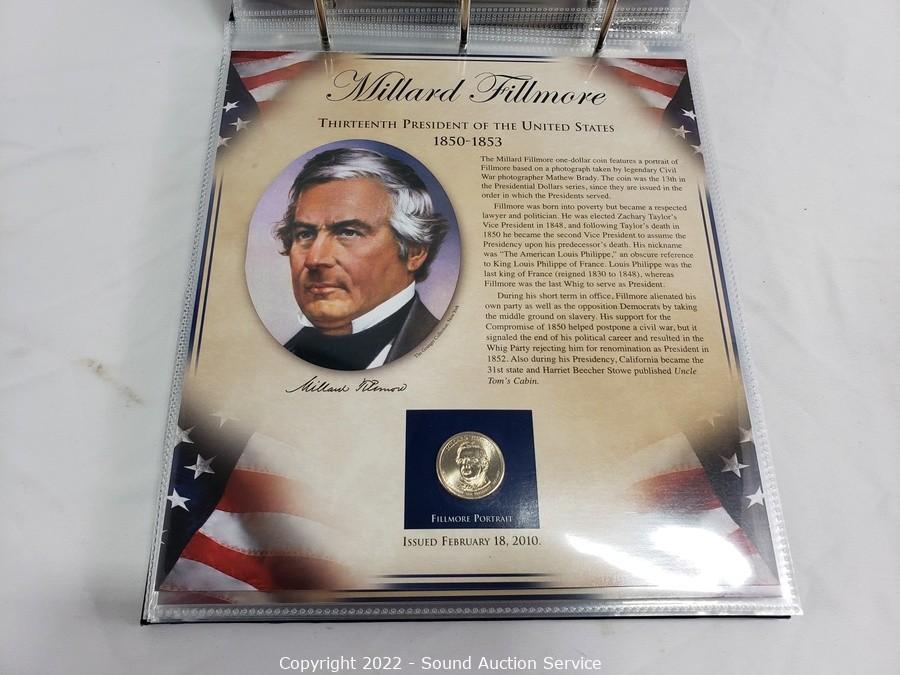 Millard Fillmore
Thirteenth President of the United States
1850-1853
The Millard Fillmore one-dollar coin features a portrait of
Fillmore based on a photograph taken by legendary Civil
War photographer Mathew Brady. The coin was the 13th in
the Presidential Dollars series, since they are issued in the
order in which the Presidents served.
Fillmore was born into poverty but became a respected
lawyer and politician. He was elected Zachary Taylor's
Vice President in 1848, and following Taylor's death in
1850 he became the second Vice President to assume the
Presidency upon his predecessor's death. His nickname
was "The American Louis Philippe," an obscure reference
to King Louis Philippe of France. Louis Philippe was the
last king of France (reigned 1830 to 1848), whereas
Fillmore was the last Whig to serve as President.
During his short term in office, Fillmore alienated his
own party as well as the opposition Democrats by taking
the middle ground on slavery. His support for the
Compromise of 1850 helped postpone a civil war, but it
signaled the end of his political career and resulted in the
Whig Party rejecting him for renomination as President in
1852. Also during his Presidency, California became the
31st state and Harriet Beecher Stowe published Uncle
Tom's Cabin.
The Granger Collection, New York
Millard Fillmore
MILLARD FILLMORE
Fillmore Portrait
Issued February 18, 2010.
Copyright 2022 - Sound Auction Service